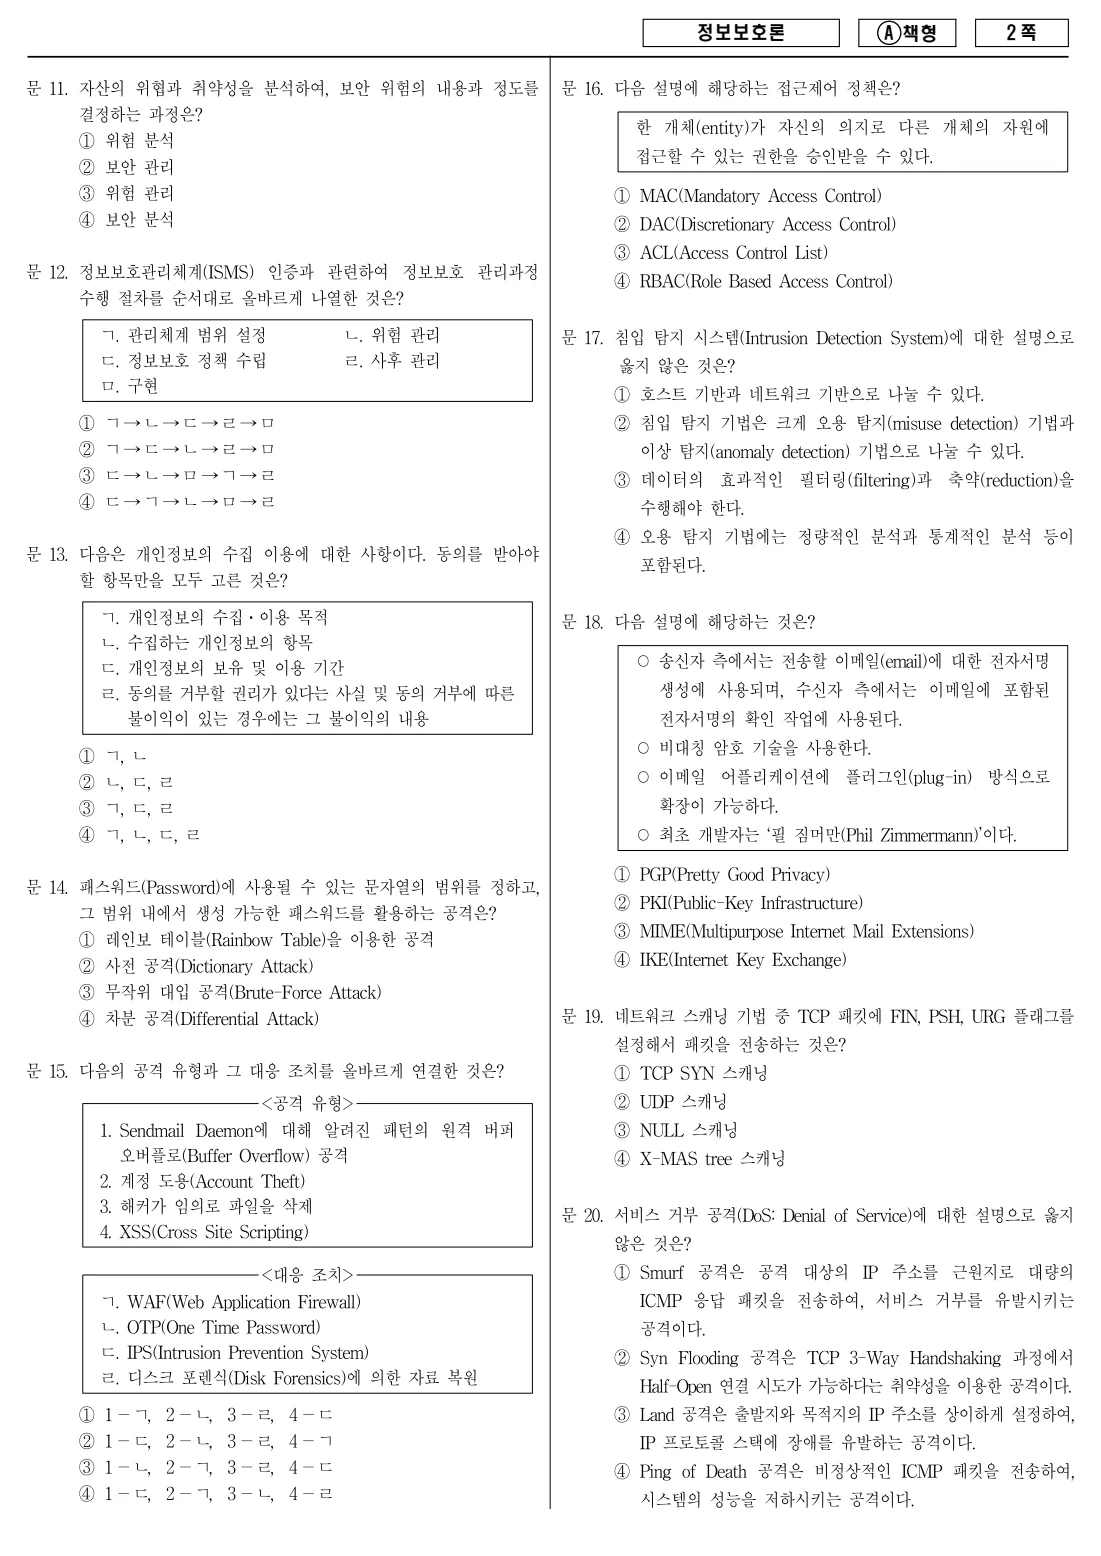 정보보호론
Ⓐ책형
2쪽
문 11. 자산의 위협과 취약성을 분석하여, 보안 위험의 내용과 정도를
결정하는 과정은?
① 위험 분석
② 보안 관리
③ 위험 관리
④ 보안 분석
문 12. 정보보호관리체계(ISMS) 인증과 관련하여 정보보호 관리과정
수행 절차를 순서대로 올바르게 나열한 것은?
ㄱ. 관리체계 범위 설정 ㄴ. 위험 관리
ㄷ. 정보보호 정책 수립 ㄹ. 사후 관리
ㅁ. 구현
① ㄱ→ㄴ→ㄷ→ㄹ→ㅁ
② ㄱ→ㄷ→ㄴ→ㄹ→ㅁ
③ ㄷ→ㄴ→ㅁ→ㄱ→ㄹ
④ ㄷ→ㄱ→ㄴ→ㅁ→ㄹ
문 13. 다음은 개인정보의 수집 이용에 대한 사항이다. 동의를 받아야
할 항목만을 모두 고른 것은?
ㄱ. 개인정보의 수집·이용 목적
ㄴ. 수집하는 개인정보의 항목
ㄷ. 개인정보의 보유 및 이용 기간
ㄹ. 동의를 거부할 권리가 있다는 사실 및 동의 거부에 따른
불이익이 있는 경우에는 그 불이익의 내용
① ㄱ, ㄴ
② ㄴ, ㄷ, ㄹ
③ ㄱ, ㄷ, ㄹ
④ ㄱ, ㄴ, ㄷ, ㄹ
문 14. 패스워드(Password)에 사용될 수 있는 문자열의 범위를 정하고,
그 범위 내에서 생성 가능한 패스워드를 활용하는 공격은?
① 레인보 테이블(Rainbow Table)을 이용한 공격
② 사전 공격(Dictionary Attack)
③ 무작위 대입 공격(Brute-Force Attack)
④ 차분 공격(Differential Attack)
문 15. 다음의 공격 유형과 그 대응 조치를 올바르게 연결한 것은?
<공격 유형>
1. Sendmail Daemon에 대해 알려진 패턴의 원격 버퍼
오버플로(Buffer Overflow) 공격
2. 계정 도용(Account Theft)
3. 해커가 임의로 파일을 삭제
4. XSS(Cross Site Scripting)
<대응 조치>
ㄱ. WAF(Web Application Firewall)
ㄴ. OTP(One Time Password)
ㄷ. IPS(Intrusion Prevention System)
ㄹ. 디스크 포렌식(Disk Forensics)에 의한 자료 복원
① 1-ㄱ, 2-ㄴ, 3-ㄹ, 4-ㄷ
② 1-ㄷ, 2-ㄴ, 3-ㄹ, 4-ㄱ
③ 1-ㄴ, 2-ㄱ, 3-ㄹ, 4-ㄷ
④ 1-ㄷ, 2-ㄱ, 3-ㄴ, 4-ㄹ
문 16. 다음 설명에 해당하는 접근제어 정책은?
한 개체(entity)가 자신의 의지로 다른 개체의 자원에
접근할 수 있는 권한을 승인받을 수 있다.
① MAC(Mandatory Access Control)
② DAC(Discretionary Access Control)
③ ACL(Access Control List)
④ RBAC(Role Based Access Control)
문 17. 침입 탐지 시스템(Intrusion Detection System)에 대한 설명으로
옳지 않은 것은?
① 호스트 기반과 네트워크 기반으로 나눌 수 있다.
② 침입 탐지 기법은 크게 오용 탐지(misuse detection) 기법과
이상 탐지(anomaly detection) 기법으로 나눌 수 있다.
③ 데이터의 효과적인 필터링(filtering)과 축약(reduction)을
수행해야 한다.
④ 오용 탐지 기법에는 정량적인 분석과 통계적인 분석 등이
포함된다.
문 18. 다음 설명에 해당하는 것은?
○ 송신자 측에서는 전송할 이메일(email)에 대한 전자서명
생성에 사용되며, 수신자 측에서는 이메일에 포함된
전자서명의 확인 작업에 사용된다.
○ 비대칭 암호 기술을 사용한다.
○ 이메일 어플리케이션에 플러그인(plug-in) 방식으로
확장이 가능하다.
○ 최초 개발자는 ‘필 짐머만(Phil Zimmermann)’이다.
① PGP(Pretty Good Privacy)
② PKI(Public-Key Infrastructure)
③ MIME(Multipurpose Internet Mail Extensions)
④ IKE(Internet Key Exchange)
문 19. 네트워크 스캐닝 기법 중 TCP 패킷에 FIN, PSH, URG 플래그를
설정해서 패킷을 전송하는 것은?
① TCP SYN 스캐닝
② UDP 스캐닝
③ NULL 스캐닝
④ X-MAS tree 스캐닝
문 20. 서비스 거부 공격(DoS: Denial of Service)에 대한 설명으로 옳지
않은 것은?
① Smurf 공격은 공격 대상의 IP 주소를 근원지로 대량의
ICMP 응답 패킷을 전송하여, 서비스 거부를 유발시키는
공격이다.
② Syn Flooding 공격은 TCP 3-Way Handshaking 과정에서
Half-Open 연결 시도가 가능하다는 취약성을 이용한 공격이다.
③ Land 공격은 출발지와 목적지의 IP 주소를 상이하게 설정하여,
IP 프로토콜 스택에 장애를 유발하는 공격이다.
④ Ping of Death 공격은 비정상적인 ICMP 패킷을 전송하여,
시스템의 성능을 저하시키는 공격이다.